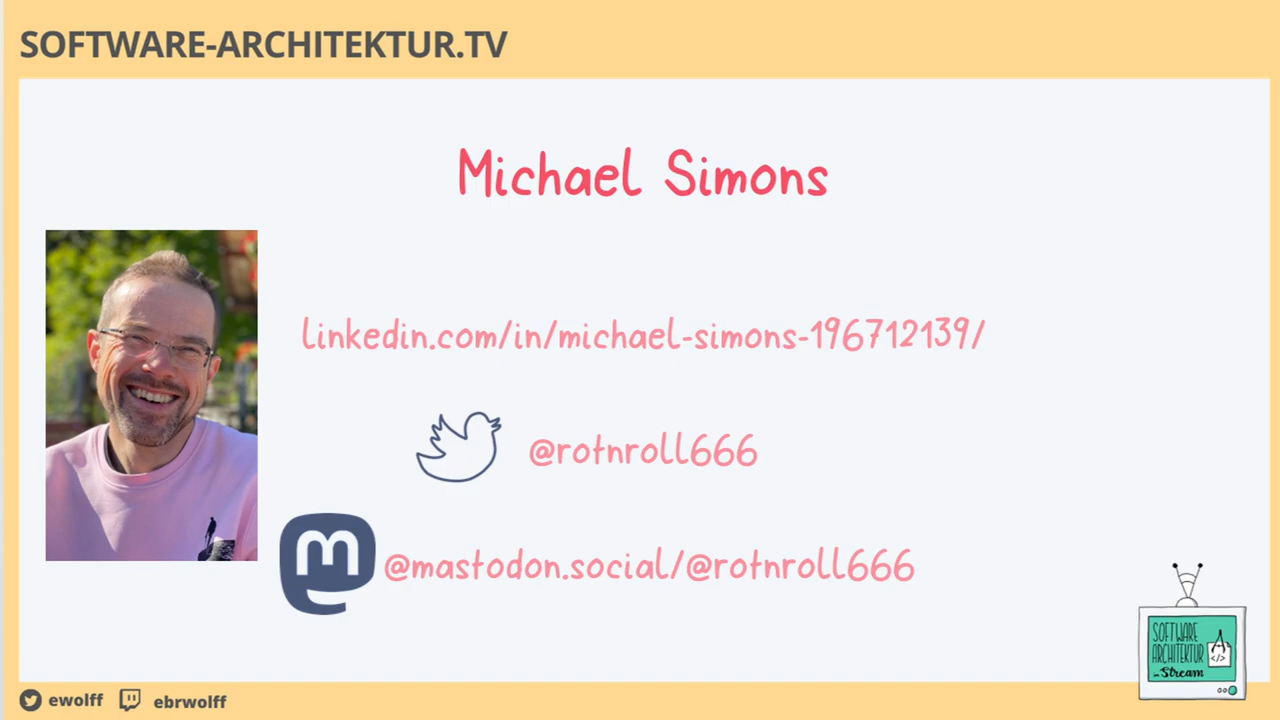 SOFTWARE-ARCHITEKTUR.TV
Michael Simons
linkedin.com/in/michael-simons-196712139/
@rotnroll666
@mastodon.social/@rotnroll666
SOFTWARE
ARCHITEKTUR
im Stream
</>
ewolff
ebrwolff